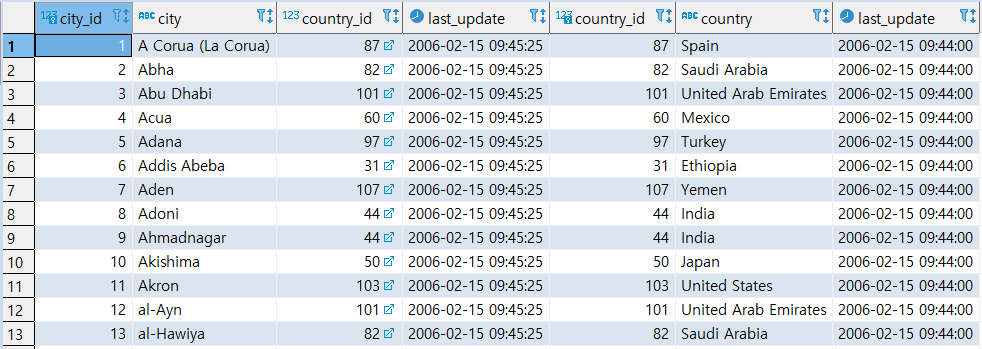 123 city_id ABC city 123 country_id last_update 123 country_id ABC country last_update
1 1 A Corua (La Corua) 87 2006-02-15 09:45:25 87 Spain 2006-02-15 09:44:00
2 2 Abha 82 2006-02-15 09:45:25 82 Saudi Arabia 2006-02-15 09:44:00
3 3 Abu Dhabi 101 2006-02-15 09:45:25 101 United Arab Emirates 2006-02-15 09:44:00
4 4 Acua 60 2006-02-15 09:45:25 60 Mexico 2006-02-15 09:44:00
5 5 Adana 97 2006-02-15 09:45:25 97 Turkey 2006-02-15 09:44:00
6 6 Addis Abeba 31 2006-02-15 09:45:25 31 Ethiopia 2006-02-15 09:44:00
7 7 Aden 107 2006-02-15 09:45:25 107 Yemen 2006-02-15 09:44:00
8 8 Adoni 44 2006-02-15 09:45:25 44 India 2006-02-15 09:44:00
9 9 Ahmadnagar 44 2006-02-15 09:45:25 44 India 2006-02-15 09:44:00
10 10 Akishima 50 2006-02-15 09:45:25 50 Japan 2006-02-15 09:44:00
11 11 Akron 103 2006-02-15 09:45:25 103 United States 2006-02-15 09:44:00
12 12 al-Ayn 101 2006-02-15 09:45:25 101 United Arab Emirates 2006-02-15 09:44:00
13 13 al-Hawiya 82 2006-02-15 09:45:25 82 Saudi Arabia 2006-02-15 09:44:00